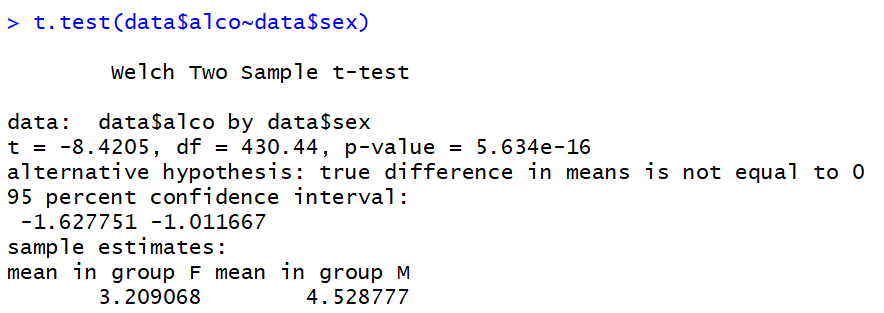 > t.test(data$alco~data$sex)
Welch Two Sample t-test
data:  data$alco by data$sex
t = -8.4205, df = 430.44, p-value = 5.634e-16
alternative hypothesis: true difference in means is not equal to 0
95 percent confidence interval:
-1.627751 -1.011667
sample estimates:
mean in group F mean in group M
3.209068        4.528777